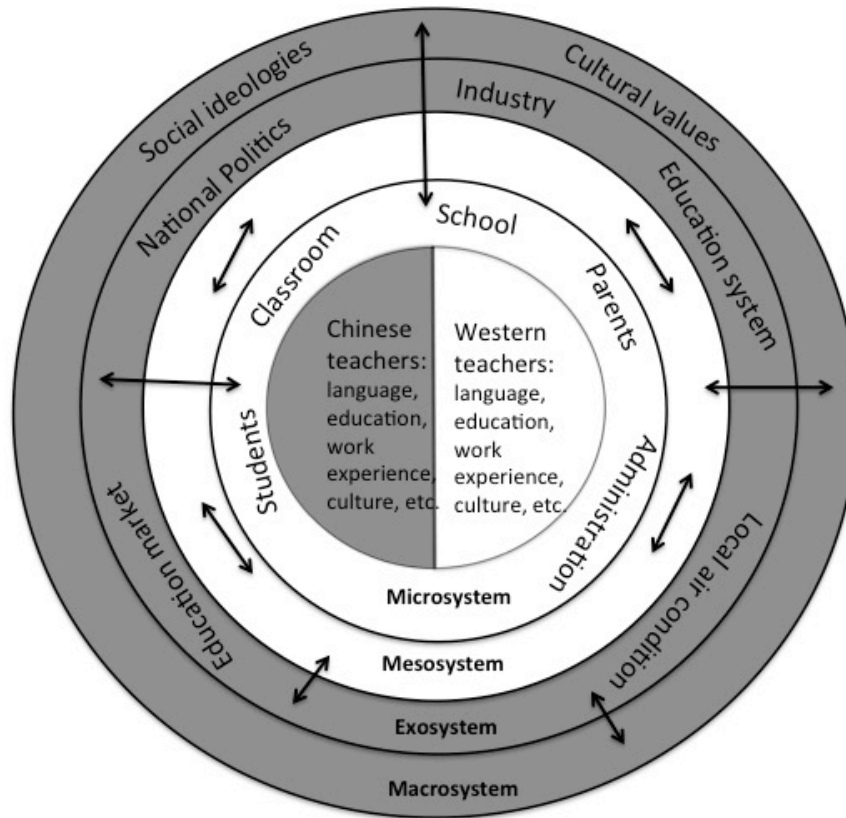 Social ideologies
Cultural values
National Politics
Industry
Education system
Classroom
School
Parents
Chinese
teachers:
language,
education,
work
experience,
culture, etc.
Western
teachers:
language,
education,
work
experience,
culture, etc.
Students
Administration
Education market
Local air condition
Microsystem
Mesosystem
Exosystem
Macrosystem